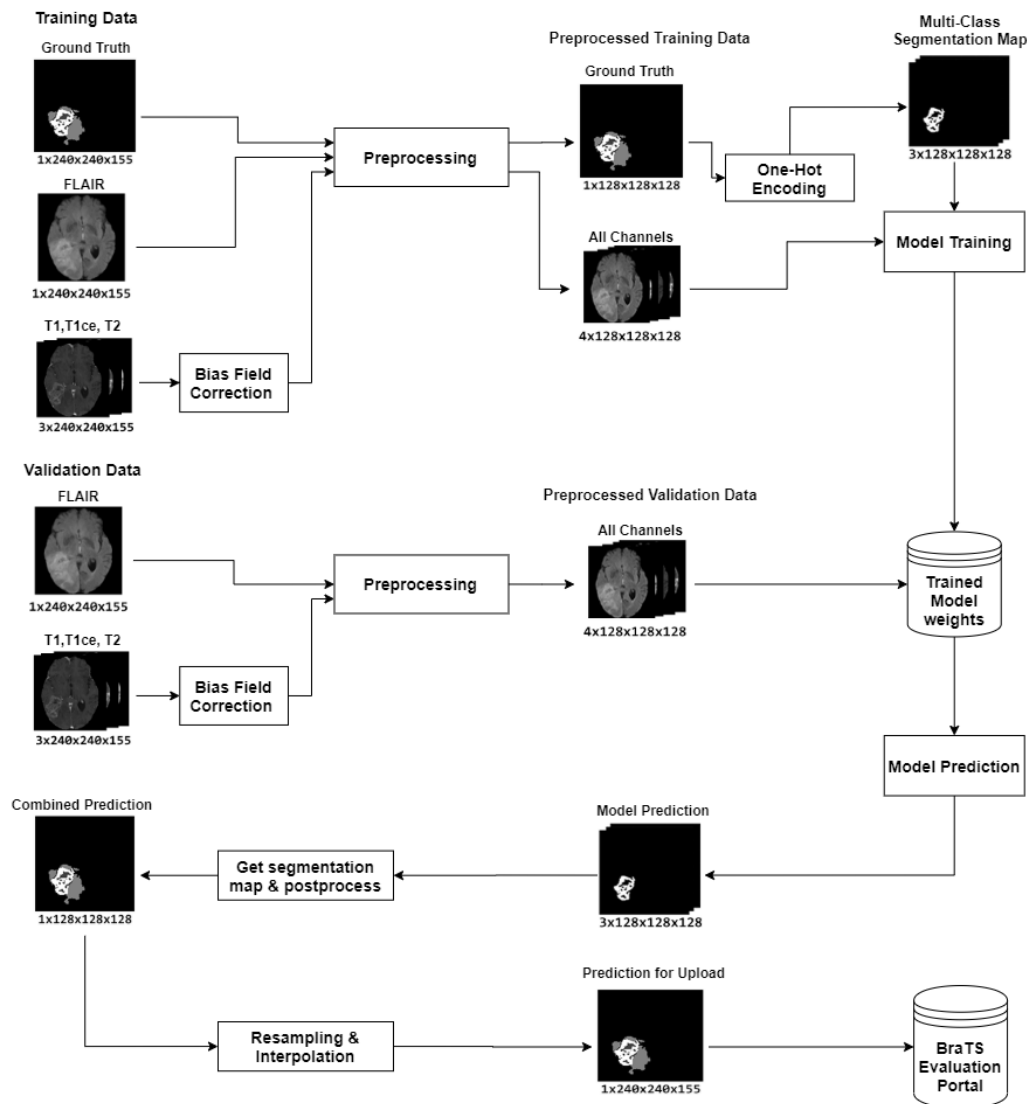 Training Data
Ground Truth
1x240x240x155
FLAIR
1x240x240x155
T1,T1ce, T2
3x240x240x155
Bias Field
Correction
Preprocessing
Preprocessed Training Data
Ground Truth
1x128x128x128
One-Hot
Encoding
Multi-Class
Segmentation Map
3x128x128x128
All Channels
4x128x128x128
Model Training
Validation Data
FLAIR
1x240x240x155
T1,T1ce, T2
3x240x240x155
Bias Field
Correction
Preprocessing
Preprocessed Validation Data
All Channels
4x128x128x128
Trained
Model
weights
Model Prediction
Model Prediction
3x128x128x128
Get segmentation
map & postprocess
Combined Prediction
1x128x128x128
Resampling &
Interpolation
Prediction for Upload
1x240x240x155
BraTS
Evaluation
Portal